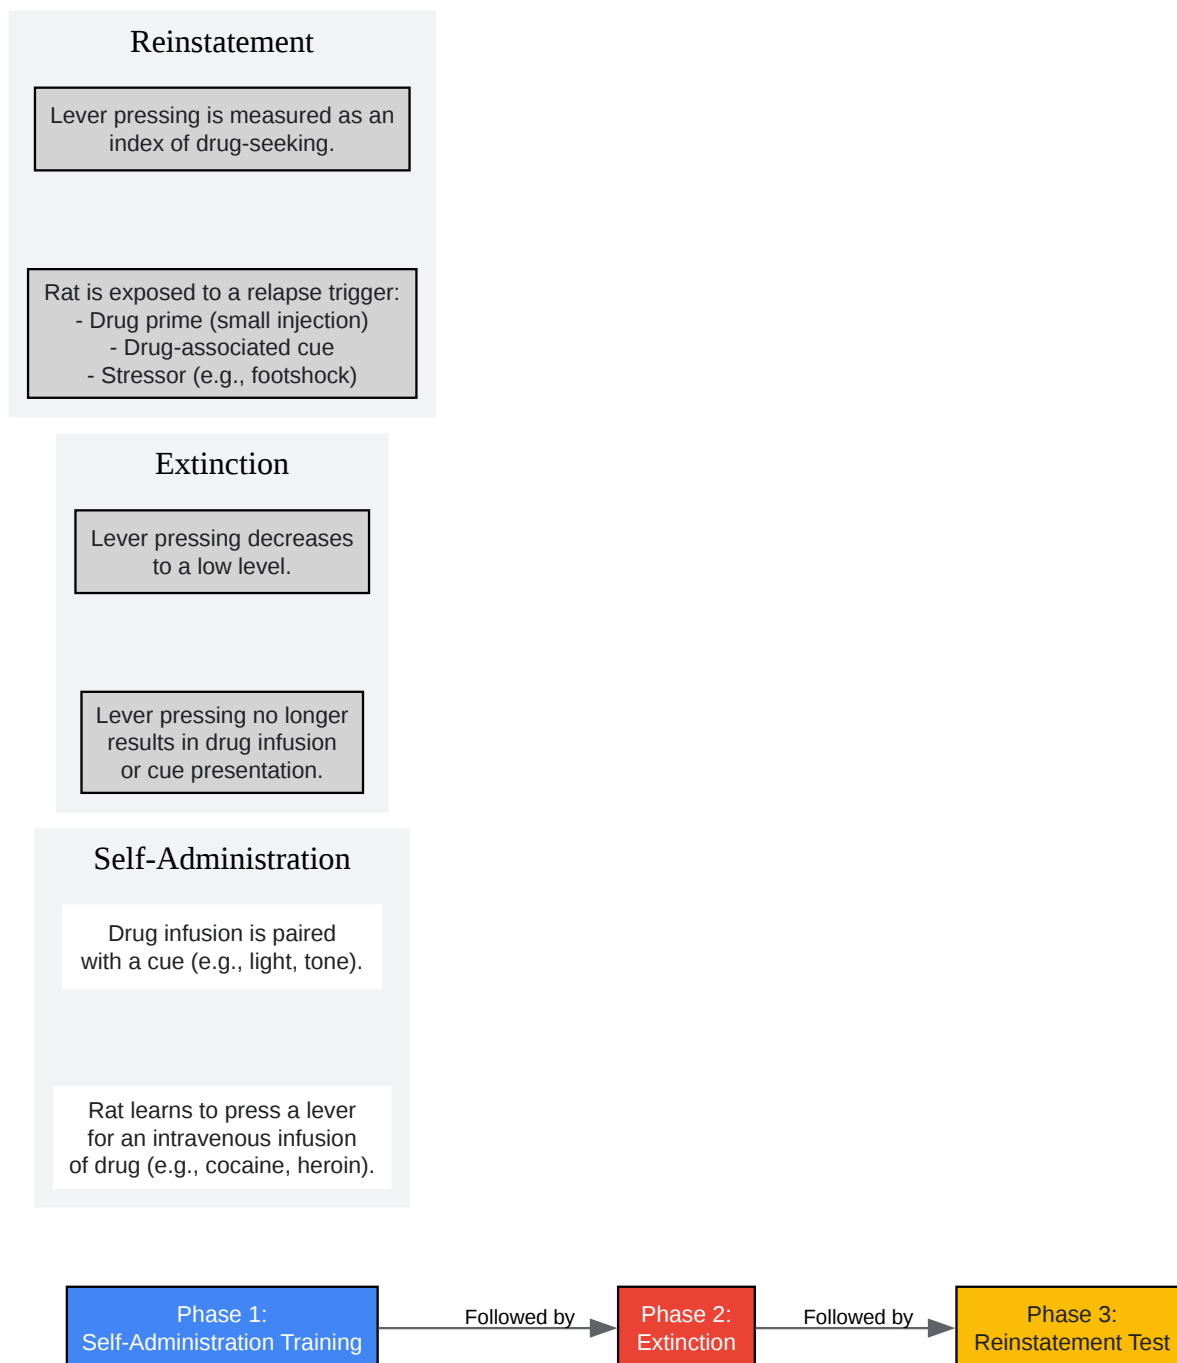 Reinstatement
Lever pressing is measured as an
index of drug-seeking.
Rat is exposed to a relapse trigger:
- Drug prime (small injection)
- Drug-associated cue
- Stressor (e.g., footshock)
Extinction
Lever pressing decreases
to a low level.
Lever pressing no longer
results in drug infusion
or cue presentation.
Self-Administration
Drug infusion is paired
with a cue (e.g., light, tone).
Rat learns to press a lever
for an intravenous infusion
of drug (e.g., cocaine, heroin).
Phase 1:
Self-Administration Training
Followed by
Phase 2:
Extinction
Followed by
Phase 3:
Reinstatement Test